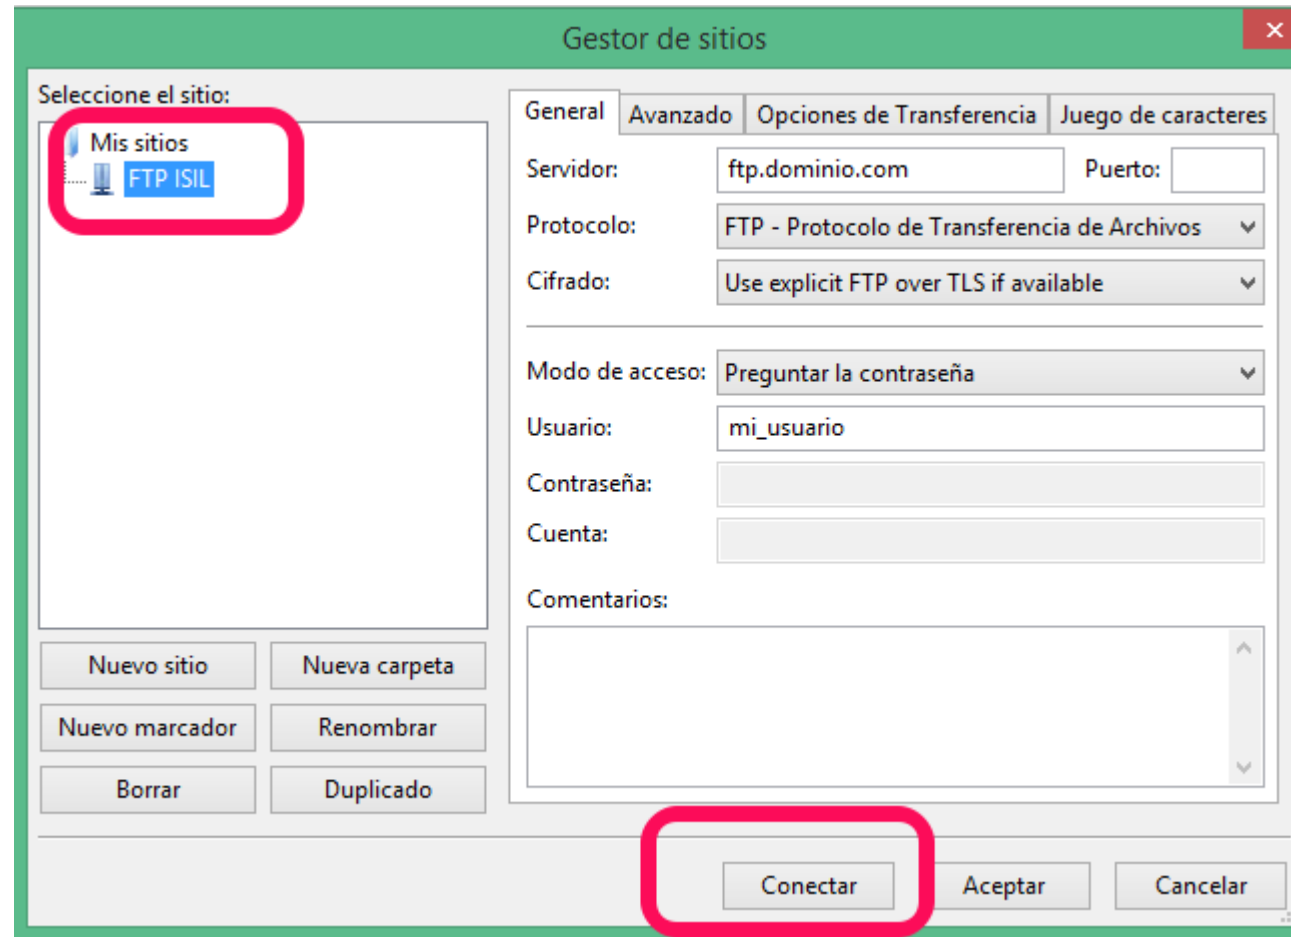 Gestor de sitios
Seleccione el sitio:
Mis sitios
FTP ISIL
Nuevo sitio
Nueva carpeta
Nuevo marcador
Renombrar
Borrar
Duplicado
General
Avanzado
Opciones de Transferencia
Juego de caracteres
Servidor: ftp.dominio.com Puerto:
Protocolo: FTP - Protocolo de Transferencia de Archivos
Cifrado: Use explicit FTP over TLS if available
Modo de acceso: Preguntar la contraseña
Usuario: mi_usuario
Contraseña:
Cuenta:
Comentarios:
Conectar
Aceptar
Cancelar